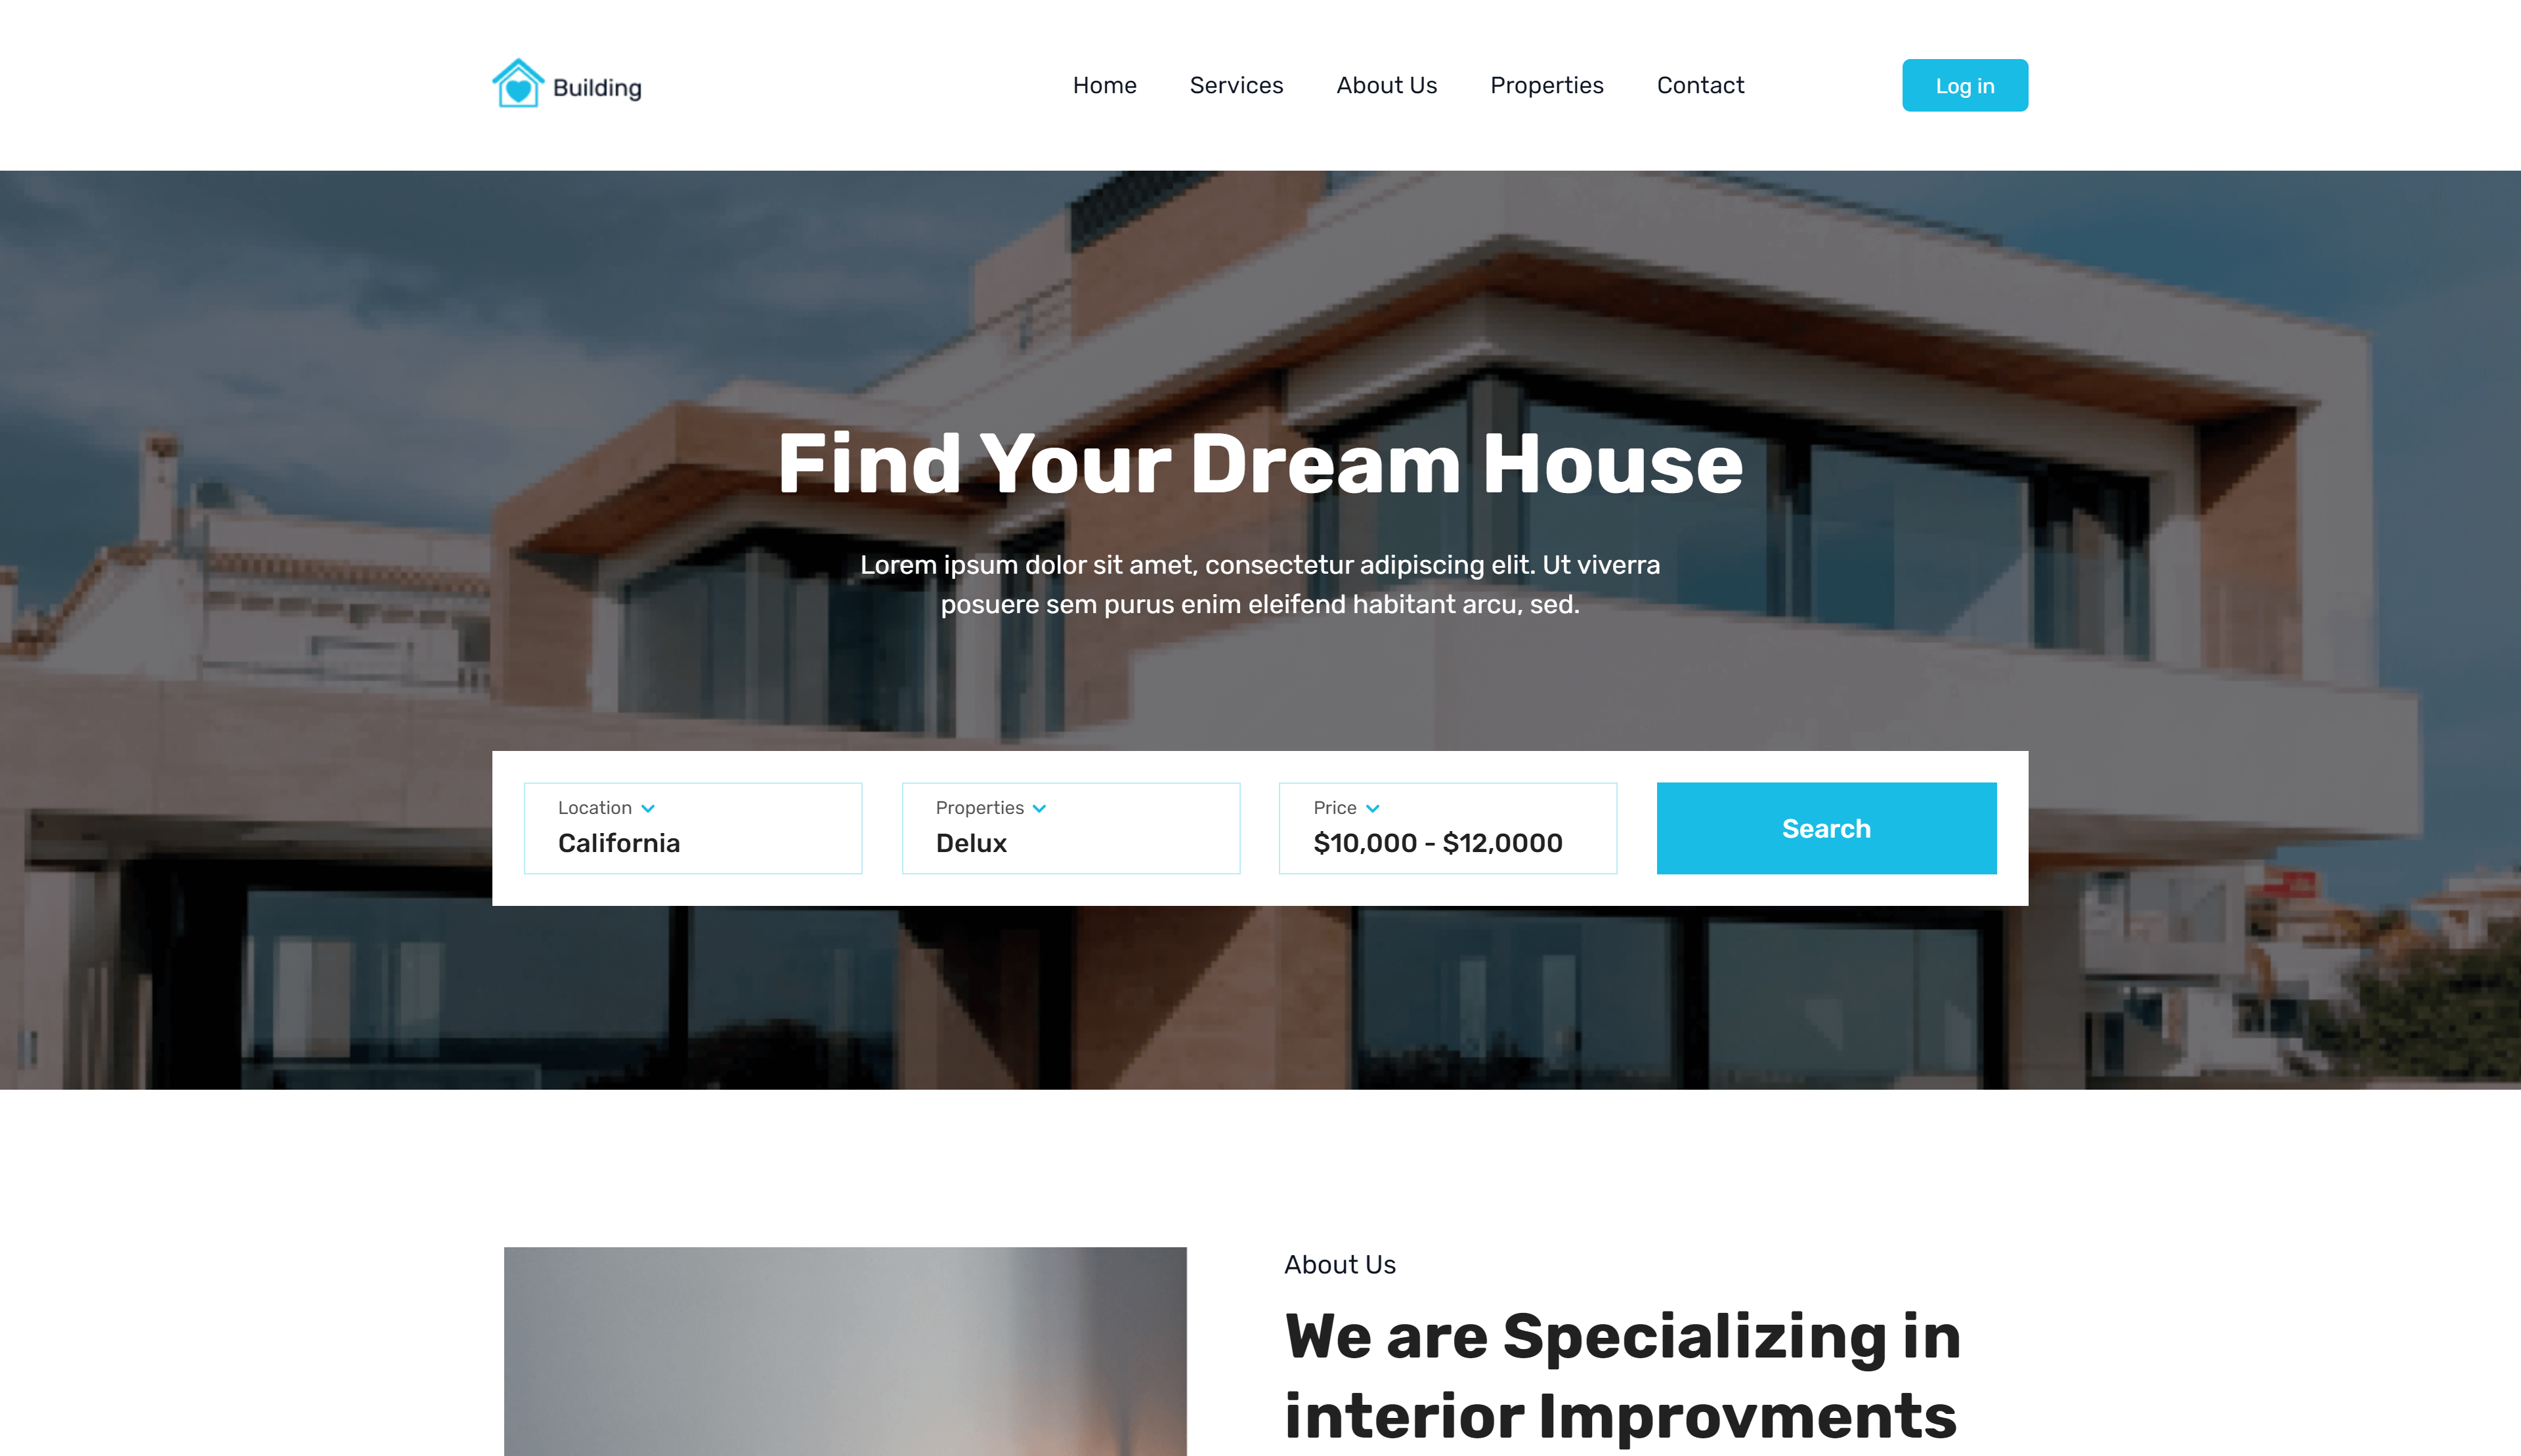 Building
Home Services About Us Properties Contact Log in
Find Your Dream House
Lorem ipsum dolor sit amet, consectetur adipiscing elit. Ut viverra
posuere sem purus enim eleifend habitant arcu, sed.
Location Properties Price
California Delux $10,000 - $12,0000 Search
About Us
We are Specializing in
interior Improvments